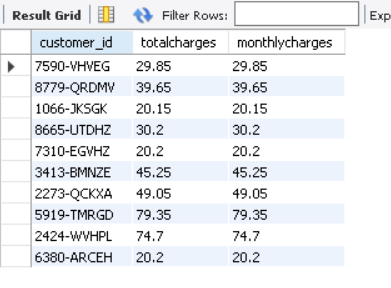 Result Grid Filter Rows: Exp
customer_id totalcharges monthlycharges
7590-VHVEG 29.85 29.85
8779-QRDMV 39.65 39.65
1066-JKSGK 20.15 20.15
8665-UTDHZ 30.2 30.2
7310-EGVHZ 20.2 20.2
3413-BMNZE 45.25 45.25
2273-QCKXA 49.05 49.05
5919-TMRGD 79.35 79.35
2424-WVHPL 74.7 74.7
6380-ARCEH 20.2 20.2